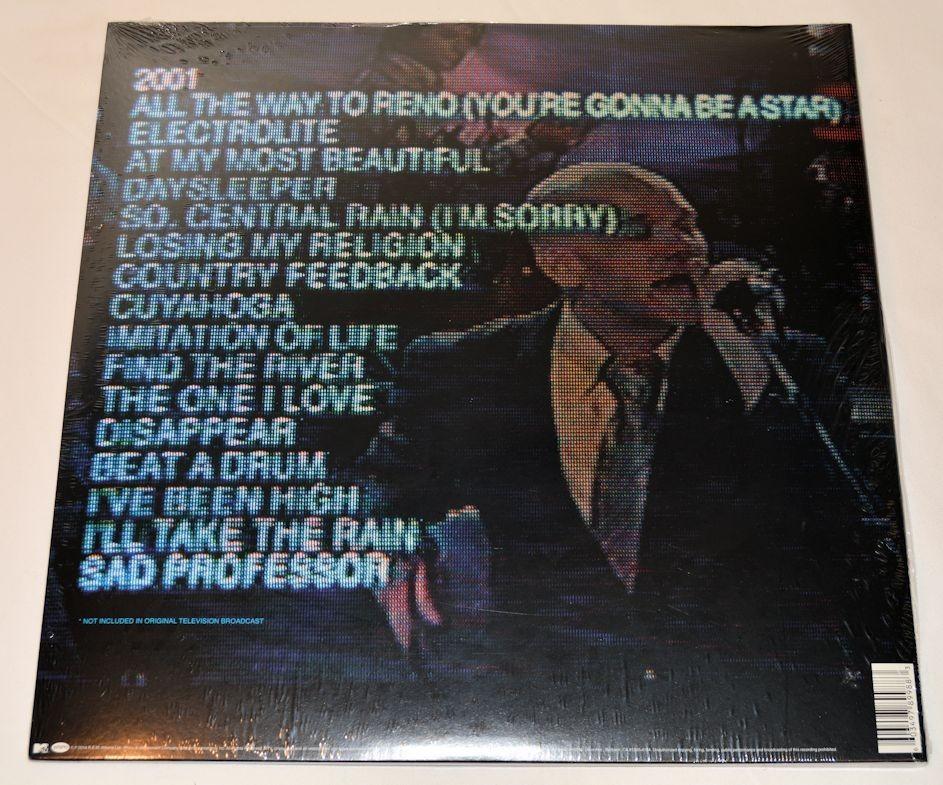 2001
ALL THE WAY TO RENO (YOU'RE GONNA BE A STAR)
ELECTROLITE
AT MY MOST BEAUTIFUL
DAYSLEEPER
SO. CENTRAL RAIN (I'M SORRY)
LOSING MY RELIGION
COUNTRY FEEDBACK
CUYAHOGA
IMITATION OF LIFE
FIND THE RIVER
THE ONE I LOVE
DISAPPEAR
BEAT A DRUM
I'VE BEEN HIGH
I'LL TAKE THE RAIN
SAD PROFESSOR
* NOT INCLUDED IN ORIGINAL TELEVISION BROADCAST